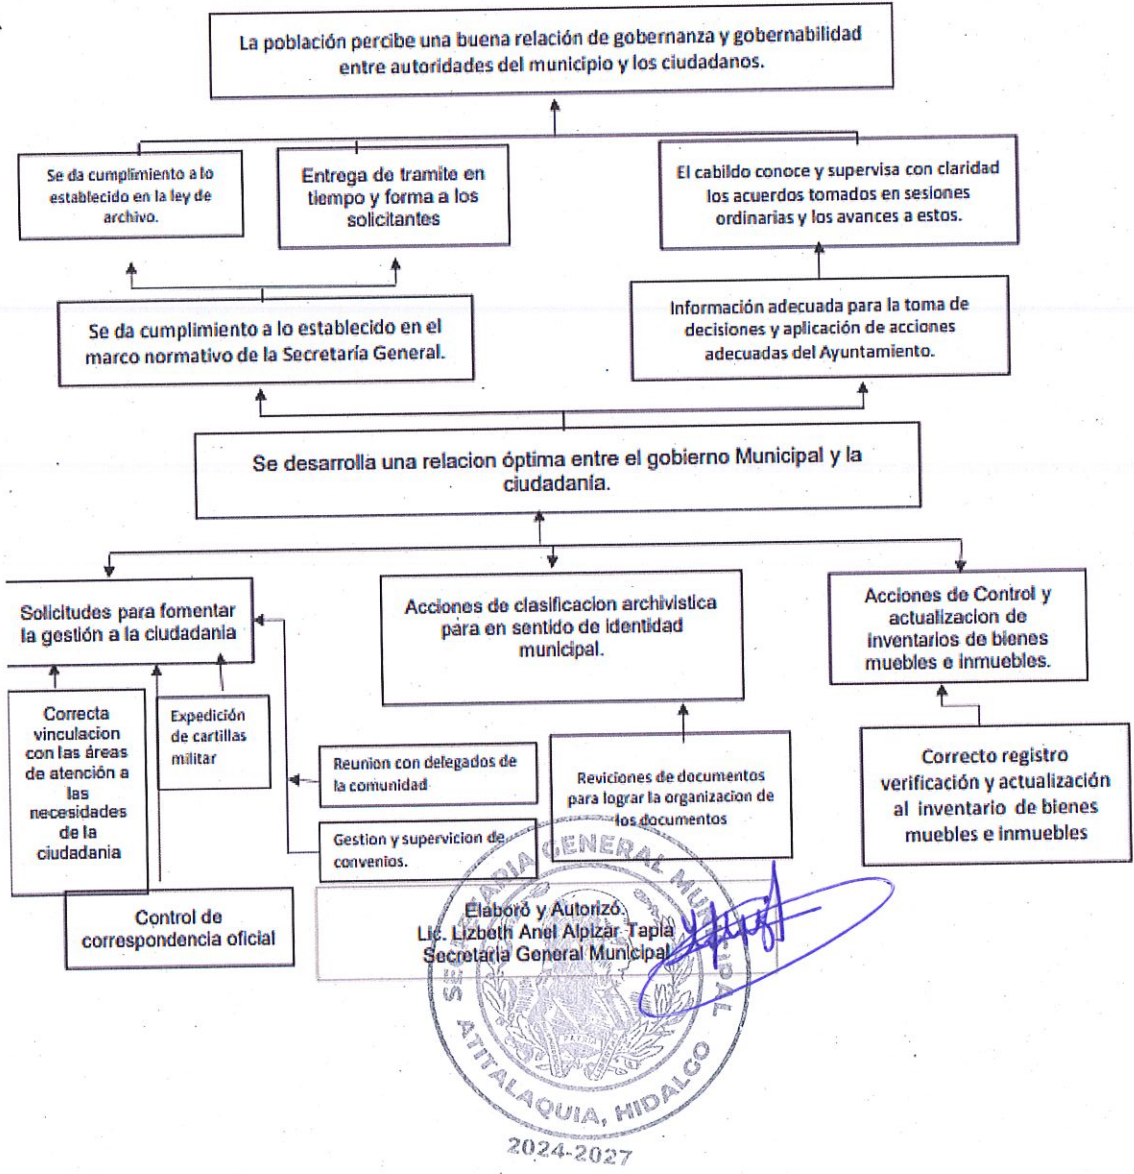 La población percibe una buena relación de gobernanza y gobernabilidad
entre autoridades del municipio y los ciudadanos.
Se da cumplimiento a lo
establecido en la ley de
archivo.
Entrega de tramite en
tiempo y forma a los
solicitantes
El cabildo conoce y supervisa con claridad
los acuerdos tomados en sesiones
ordinarias y los avances a estos.
Se da cumplimiento a lo establecido en el
marco normativo de la Secretaría General.
Información adecuada para la toma de
decisiones y aplicación de acciones
adecuadas del Ayuntamiento.
Se desarrolla una relacion óptima entre el gobierno Municipal y la
ciudadanía.
Solicitudes para fomentar
la gestión a la ciudadania
Acciones de clasificacion archivistica
para en sentido de identidad
municipal.
Acciones de Control y
actualizacion de
inventarios de bienes
muebles e inmuebles.
Correcta
vinculacion
con las áreas
de atención a
las
necesidades
de la
ciudadania
Expedición
de cartillas
militar
Reunion con delegados de
la comunidad
Gestion y supervicion de
convenios.
Reviciones de documentos
para lograr la organizacion de
los documentos
Correcto registro
verificación y actualización
al inventario de bienes
muebles e inmuebles
Control de
correspondencia oficial
Elaboró y Autorizó.
Lic. Lizbeth Anel Alpizar Tapia
Secretaria General Municipal
SECRETARIA GENERAL MUNICIPAL
ATITALAQUIA, HIDALGO
2024-2027